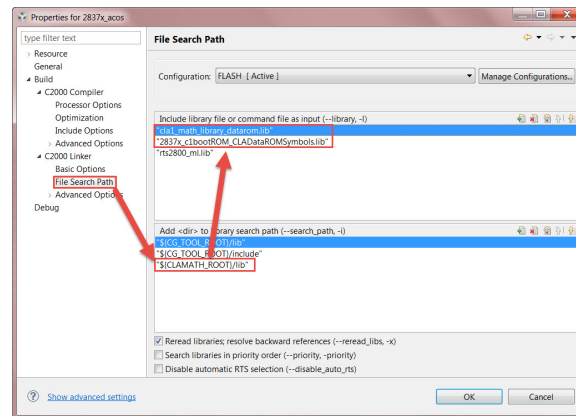 Properties for 2837x_acos
type filter text
File Search Path
Resource
General
Build
C2000 Compiler
Processor Options
Optimization
Include Options
Advanced Options
C2000 Linker
Basic Options
File Search Path
Advanced Options
Debug
Configuration: FLASH [ Active ]
Manage Configurations...
Include library file or command file as input (--library, -l)
"cla1_math_library_datarom.lib"
"2837x_c1bootROM_CLADataROMSymbols.lib"
"rts2800_ml.lib"
Add <dir> to library search path (--search_path, -i)
"${CG_TOOL_ROOT}/lib"
"${CG_TOOL_ROOT}/include"
"${CLAMATH_ROOT}/lib"
Reread libraries; resolve backward references (--reread_libs, -x)
Search libraries in priority order (--priority, -priority)
Disable automatic RTS selection (--disable_auto_rts)
Show advanced settings
OK
Cancel